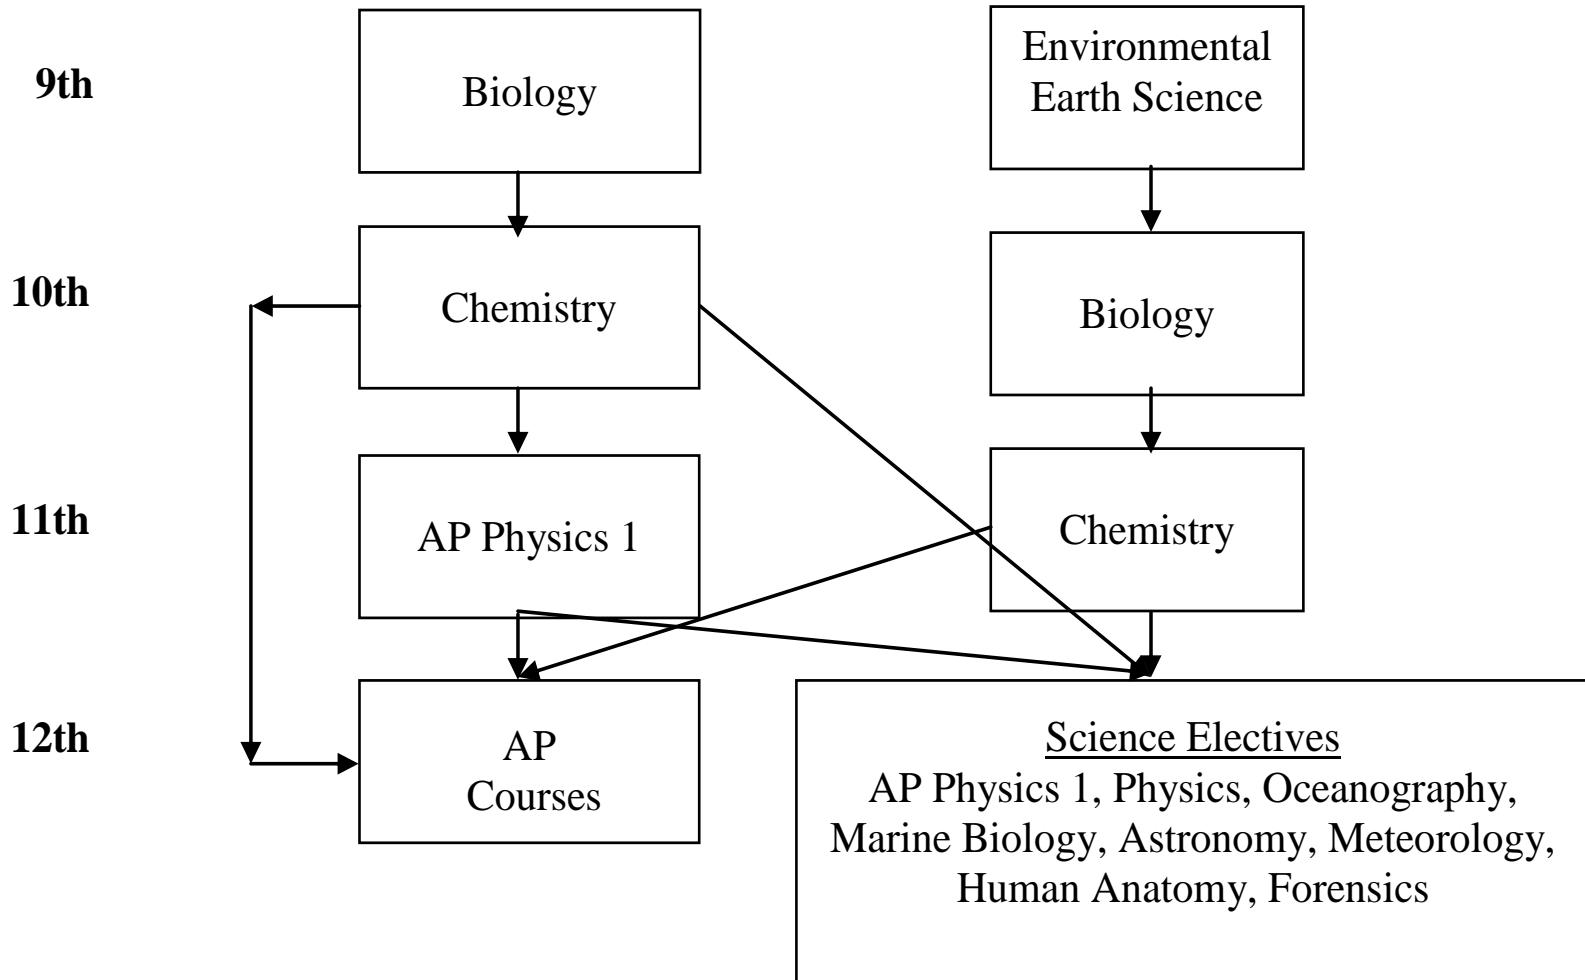 9th
Biology
Environmental
Earth Science
10th
Chemistry
Biology
11th
AP Physics 1
Chemistry
12th
AP
Courses
Science Electives
AP Physics 1, Physics, Oceanography,
Marine Biology, Astronomy, Meteorology,
Human Anatomy, Forensics